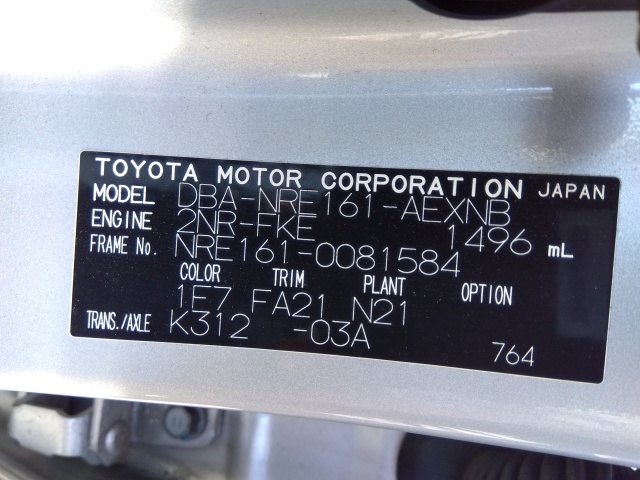 TOYOTA MOTOR CORPORATION JAPAN
MODEL DBA-NRE161-AEXNB
ENGINE 2NR-FKE 1496 mL
FRAME No. NRE161-0081584
COLOR TRIM PLANT OPTION
1E7 FA21 N21
TRANS./AXLE K312 -03A
764